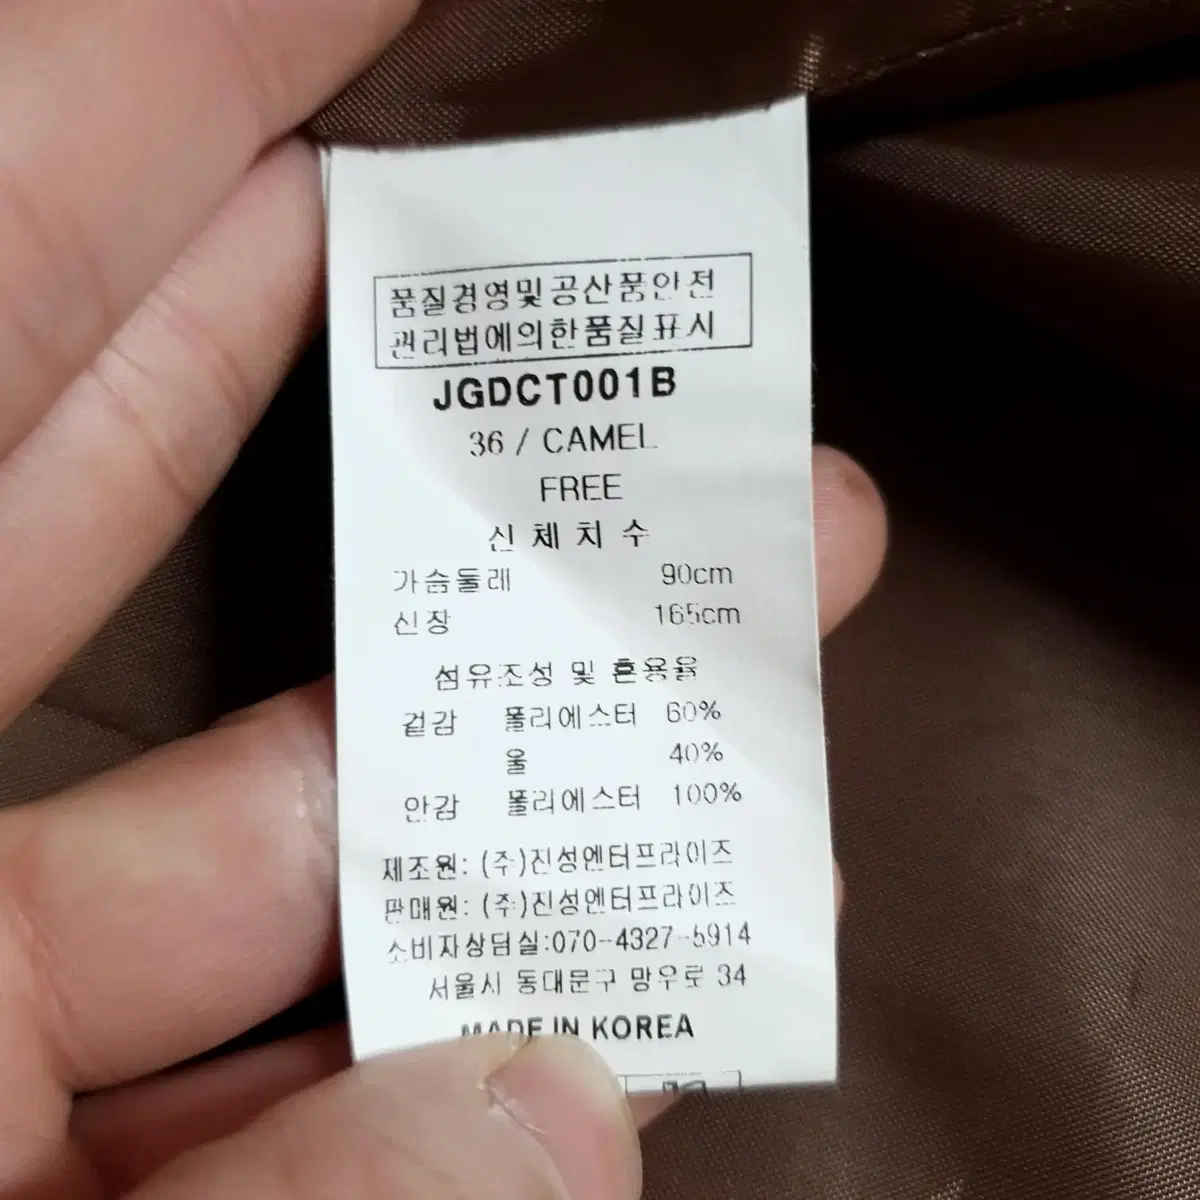 품질경영및공산품안전
관리법에의한품질표시
JGDCT001B
36 / CAMEL
FREE
신체치수
가슴둘레 90cm
신장 165cm
섬유조성 및 혼용율
겉감 폴리에스터 60%
울 40%
안감 폴리에스터 100%
제조원: (주)진성엔터프라이즈
판매원: (주)진성엔터프라이즈
소비자상담실:070-4327-5914
서울시 동대문구 망우로 34
MADE IN KOREA